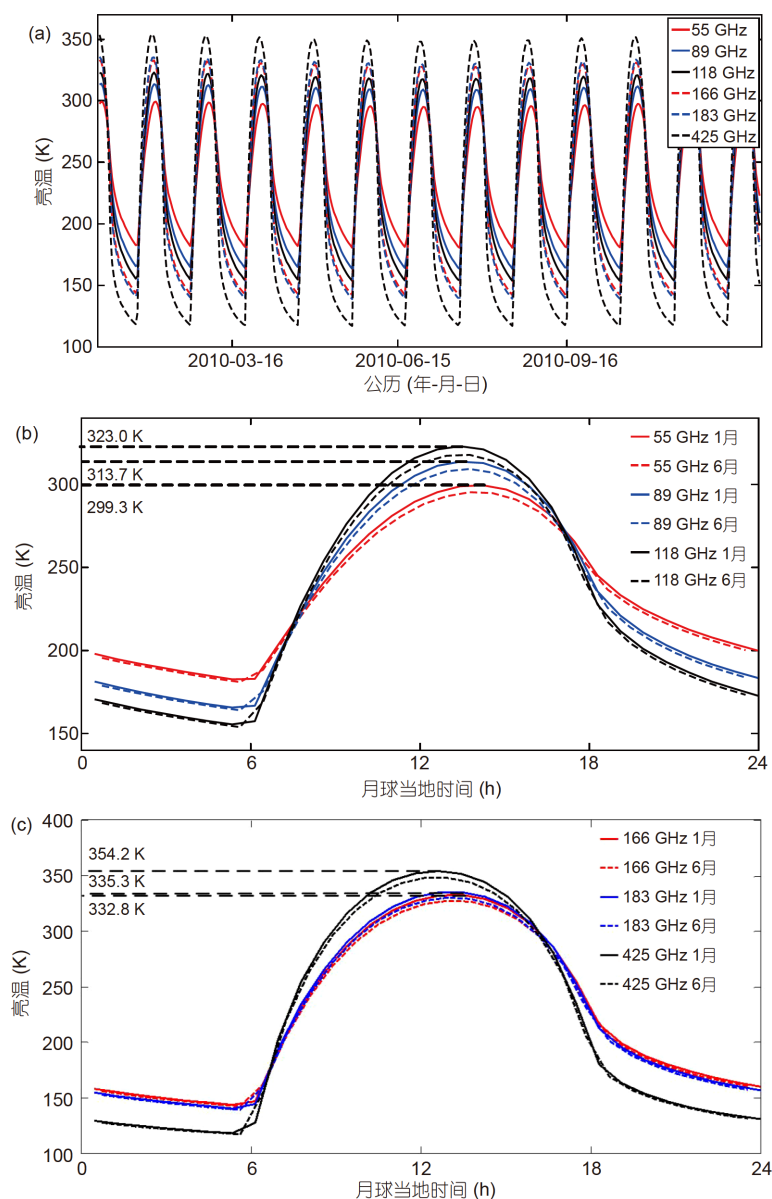 (a)
350
300
250
200
150
100
亮温 (K)
55 GHz
89 GHz
118 GHz
166 GHz
183 GHz
425 GHz
2010-03-16 2010-06-15 2010-09-16
公历 (年-月-日)
(b)
323.0 K
313.7 K
299.3 K
300
250
200
150
亮温 (K)
55 GHz 1月
55 GHz 6月
89 GHz 1月
89 GHz 6月
118 GHz 1月
118 GHz 6月
0 6 12 18 24
月球当地时间 (h)
(c)
400
350
300
250
200
150
100
亮温 (K)
354.2 K
335.3 K
332.8 K
166 GHz 1月
166 GHz 6月
183 GHz 1月
183 GHz 6月
425 GHz 1月
425 GHz 6月
0 6 12 18 24
月球当地时间 (h)